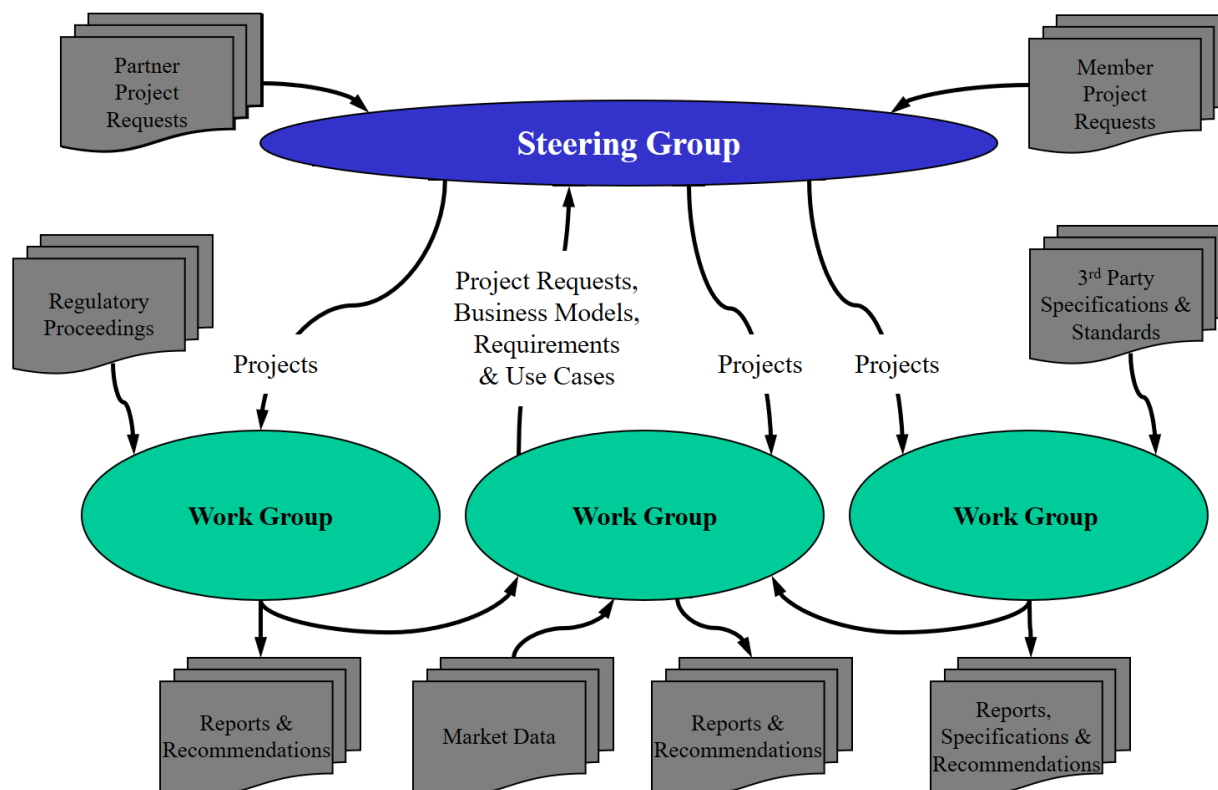 Partner
Project
Requests
Member
Project
Requests
Steering Group
Regulatory
Proceedings
Project Requests,
Business Models,
Requirements
& Use Cases
3rd Party
Specifications &
Standards
Projects
Projects
Projects
Work Group
Work Group
Work Group
Reports &
Recommendations
Market Data
Reports &
Recommendations
Reports,
Specifications &
Recommendations